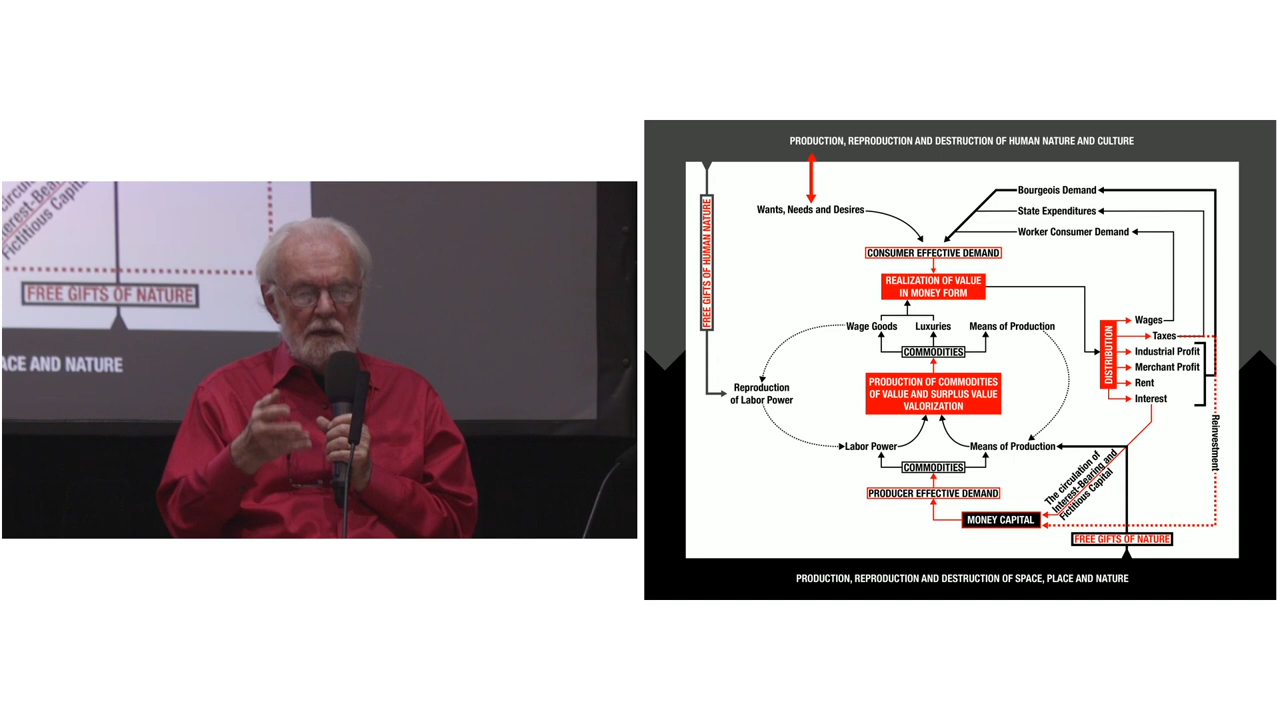 Circul
Interest-Bear
Fictitious Capit
FREE GIFTS OF NATURE
ACE AND NATURE
PRODUCTION, REPRODUCTION AND DESTRUCTION OF HUMAN NATURE AND CULTURE
FREE GIFTS OF HUMAN NATURE
Wants, Needs and Desires
Bourgeois Demand
State Expenditures
Worker Consumer Demand
CONSUMER EFFECTIVE DEMAND
REALIZATION OF VALUE
IN MONEY FORM
Wage Goods
Luxuries
Means of Production
COMMODITIES
PRODUCTION OF COMMODITIES
OF VALUE AND SURPLUS VALUE
VALORIZATION
Reproduction
of Labor Power
Labor Power
Means of Production
COMMODITIES
PRODUCER EFFECTIVE DEMAND
MONEY CAPITAL
DISTRIBUTION
Wages
Taxes
Industrial Profit
Merchant Profit
Rent
Interest
Reinvestment
The circulation of
Interest-Bearing and
Fictitious Capital
FREE GIFTS OF NATURE
PRODUCTION, REPRODUCTION AND DESTRUCTION OF SPACE, PLACE AND NATURE